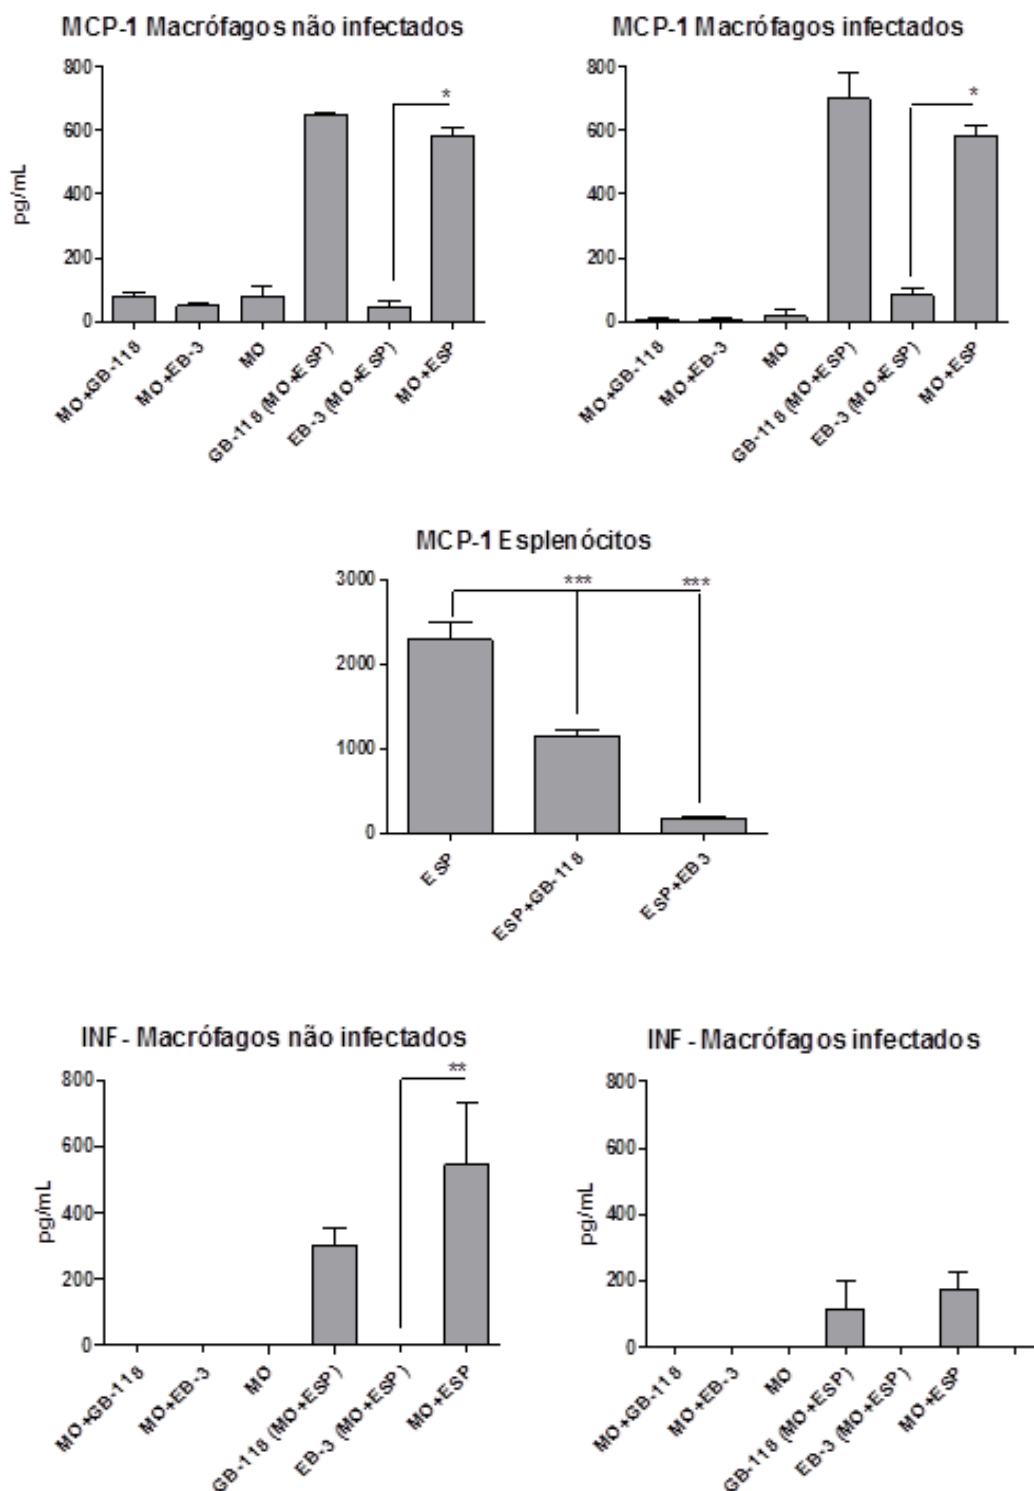 MCP-1 Macrófagos não infectados
800
600
400
200
0
pg/mL
*
MO+GB-118
MO+EB-3
MO
GB-118 (MO+ESP)
EB-3 (MO+ESP)
MO+ESP
MCP-1 Macrófagos infectados
800
600
400
200
0
*
MO+GB-118
MO+EB-3
MO
GB-118 (MO+ESP)
EB-3 (MO+ESP)
MO+ESP
MCP-1 Esplenócitos
3000
2000
1000
0
***
***
ESP
ESP+GB-118
ESP+EB3
INF- Macrófagos não infectados
800
600
400
200
0
pg/mL
**
MO+GB-118
MO+EB-3
MO
GB-118 (MO+ESP)
EB-3 (MO+ESP)
MO+ESP
INF- Macrófagos infectados
800
600
400
200
0
pg/mL
MO+GB-118
MO+EB-3
MO
GB-118 (MO+ESP)
EB-3 (MO+ESP)
MO+ESP